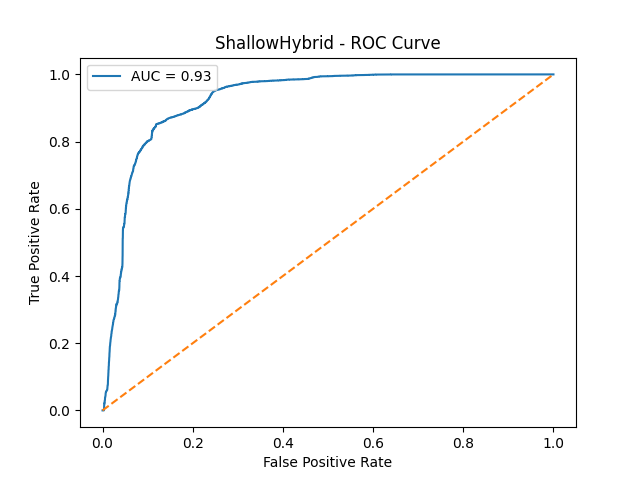 ShallowHybrid - ROC Curve
AUC = 0.93
True Positive Rate
1.0
0.8
0.6
0.4
0.2
0.0
0.0 0.2 0.4 0.6 0.8 1.0
False Positive Rate